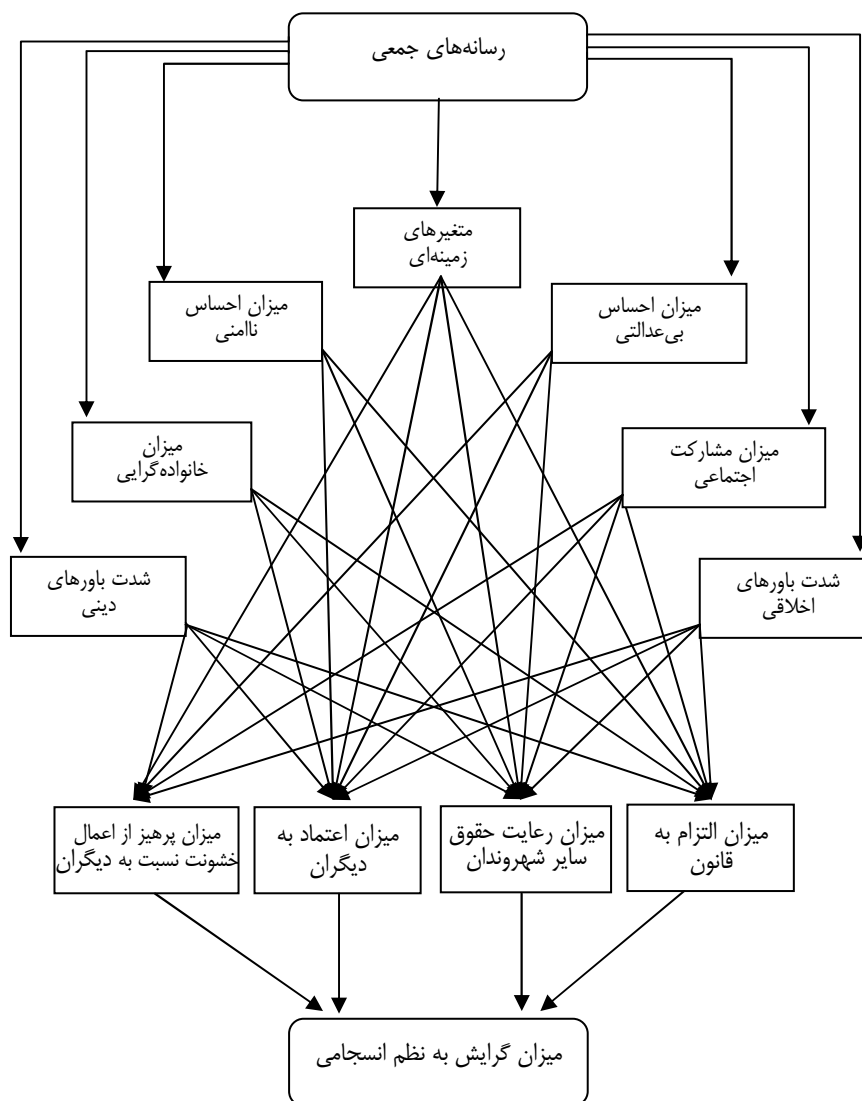 رسانه‌های جمعی
متغیرهای
زمینه‌ای
میزان احساس
بی‌عدالتی
میزان احساس
ناامنی
میزان مشارکت
اجتماعی
میزان
خانواده‌گرایی
شدت باورهای
اخلاقی
شدت باورهای
دینی
میزان التزام به
قانون
میزان رعایت حقوق
سایر شهروندان
میزان اعتماد به
دیگران
میزان پرهیز از اعمال
خشونت نسبت به دیگران
میزان گرایش به نظم انسجامی